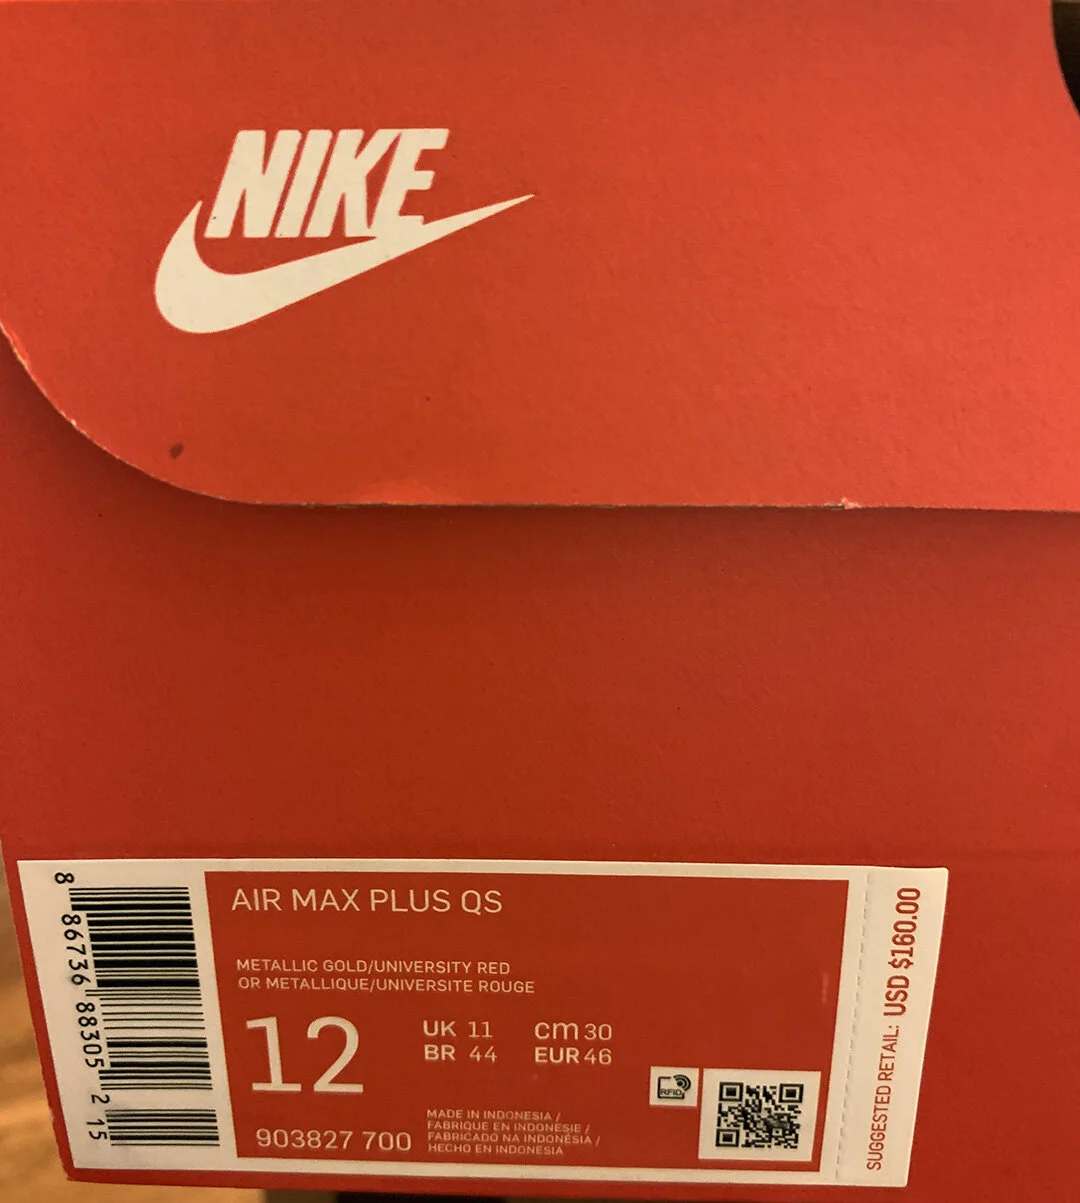 NIKE
AIR MAX PLUS QS
METALLIC GOLD/UNIVERSITY RED
OR METALLIQUE/UNIVERSITE ROUGE
12
UK 11 cm 30
BR 44 EUR 46
903827 700
MADE IN INDONESIA /
FABRIQUE EN INDONESIE /
FABRICADO NA INDONÉSIA /
HECHO EN INDONESIA
RFID
8 86736 88305 2 15
SUGGESTED RETAIL: USD $160.00